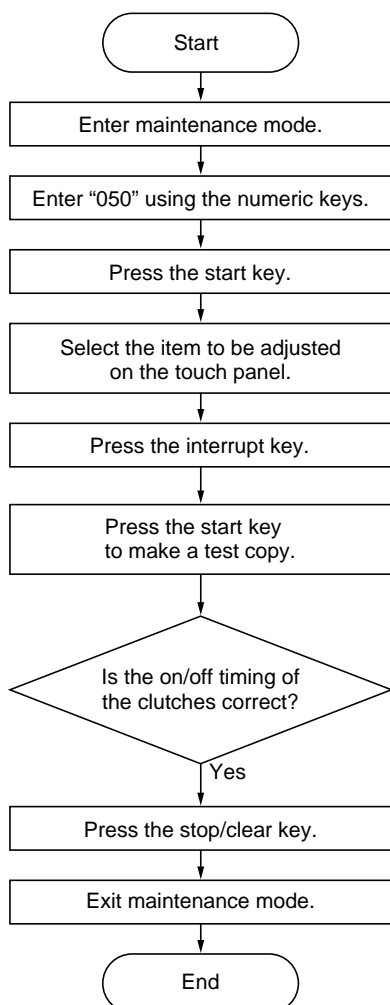 Start
Enter maintenance mode.
Enter “050” using the numeric keys.
Press the start key.
Select the item to be adjusted
on the touch panel.
Press the interrupt key.
Press the start key
to make a test copy.
Is the on/off timing of
the clutches correct?
Yes
Press the stop/clear key.
Exit maintenance mode.
End